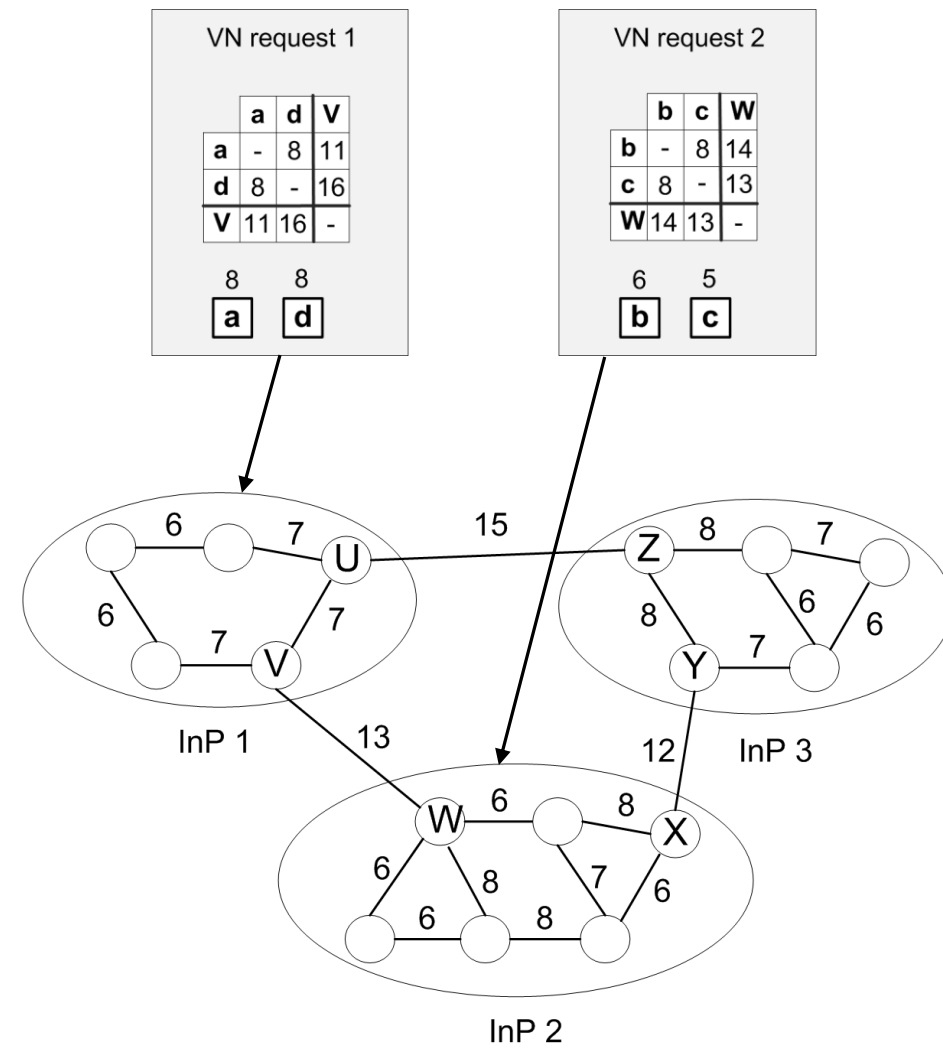 VN request 1
a d V
a - 8 11
d 8 - 16
V 11 16 -
8 8
a d
VN request 2
b c W
b - 8 14
c 8 - 13
W 14 13 -
6 5
b c
6
7
U
6
7
7
V
InP 1
15
Z
8
7
8
6
6
Y
7
InP 3
13
12
W
6
8
X
6
8
7
6
6
8
InP 2